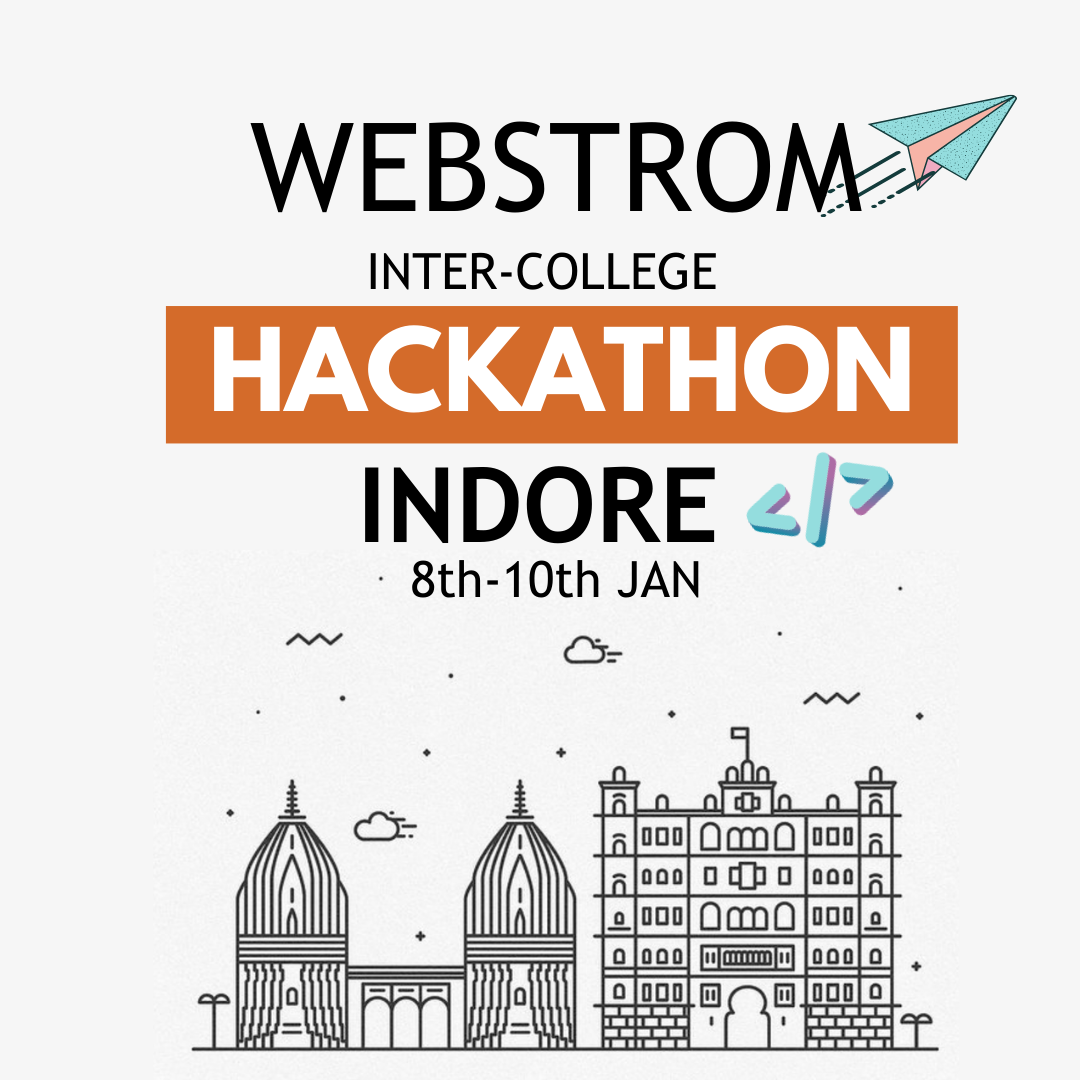 WEBSTROM
INTER-COLLEGE
HACKATHON
INDORE </>
8th-10th JAN